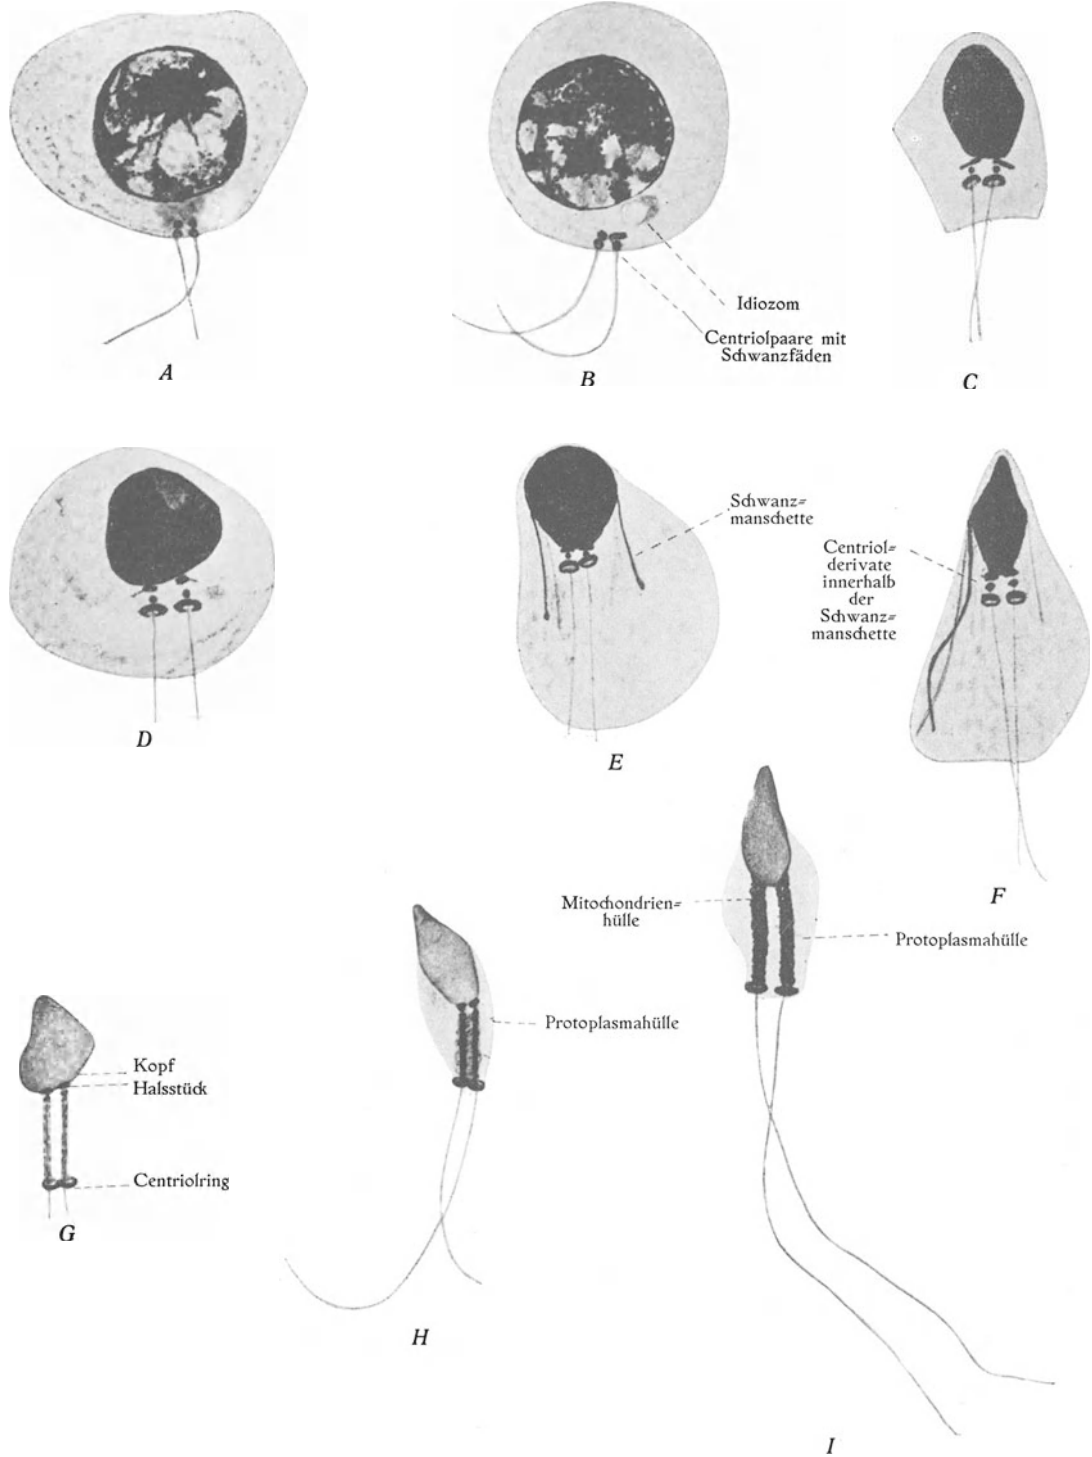 A
Idiozom
Centriolpaare mit
Schwanzfäden
B
C
D
Schwanz=
manschette
E
Centriol=
derivate
innerhalb
der
Schwanz=
manschette
F
Kopf
Halsstück
Centriolring
G
Protoplasmahülle
H
Mitochondrien=
hülle
Protoplasmahülle
I